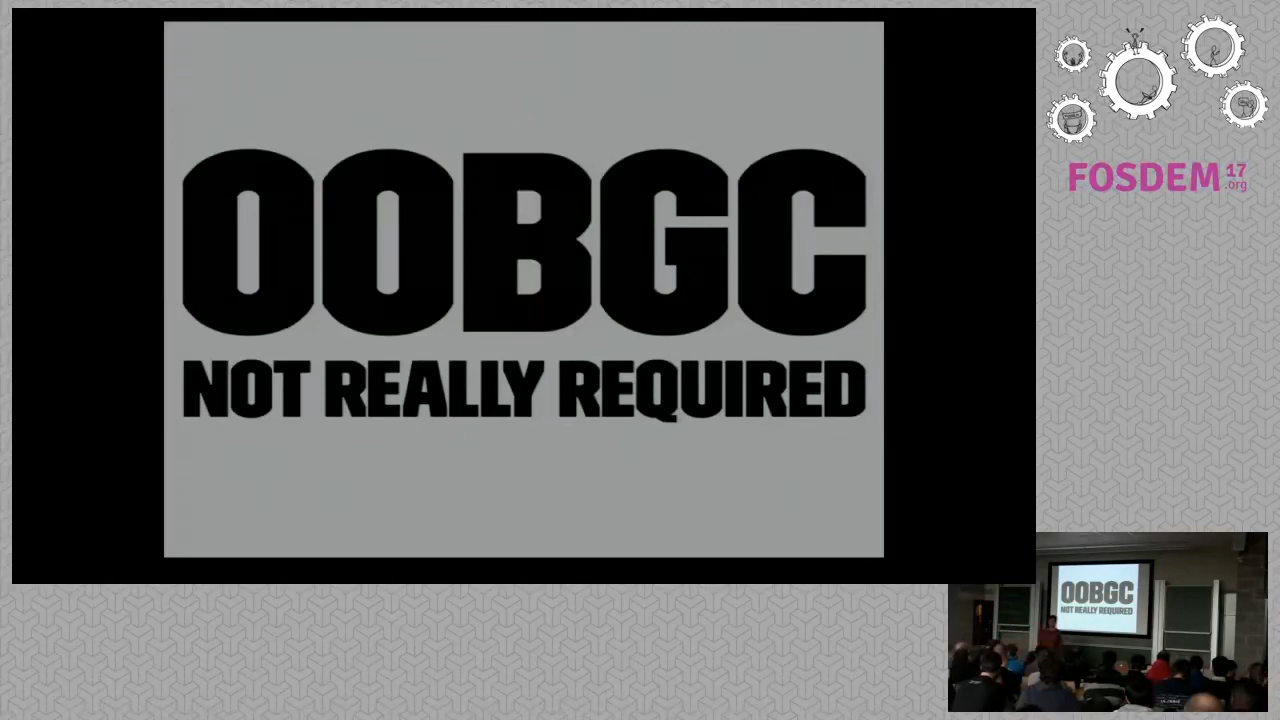 OOBGC
NOT REALLY REQUIRED
FOSDEM 17
.org
OOBGC
NOT REALLY REQUIRED